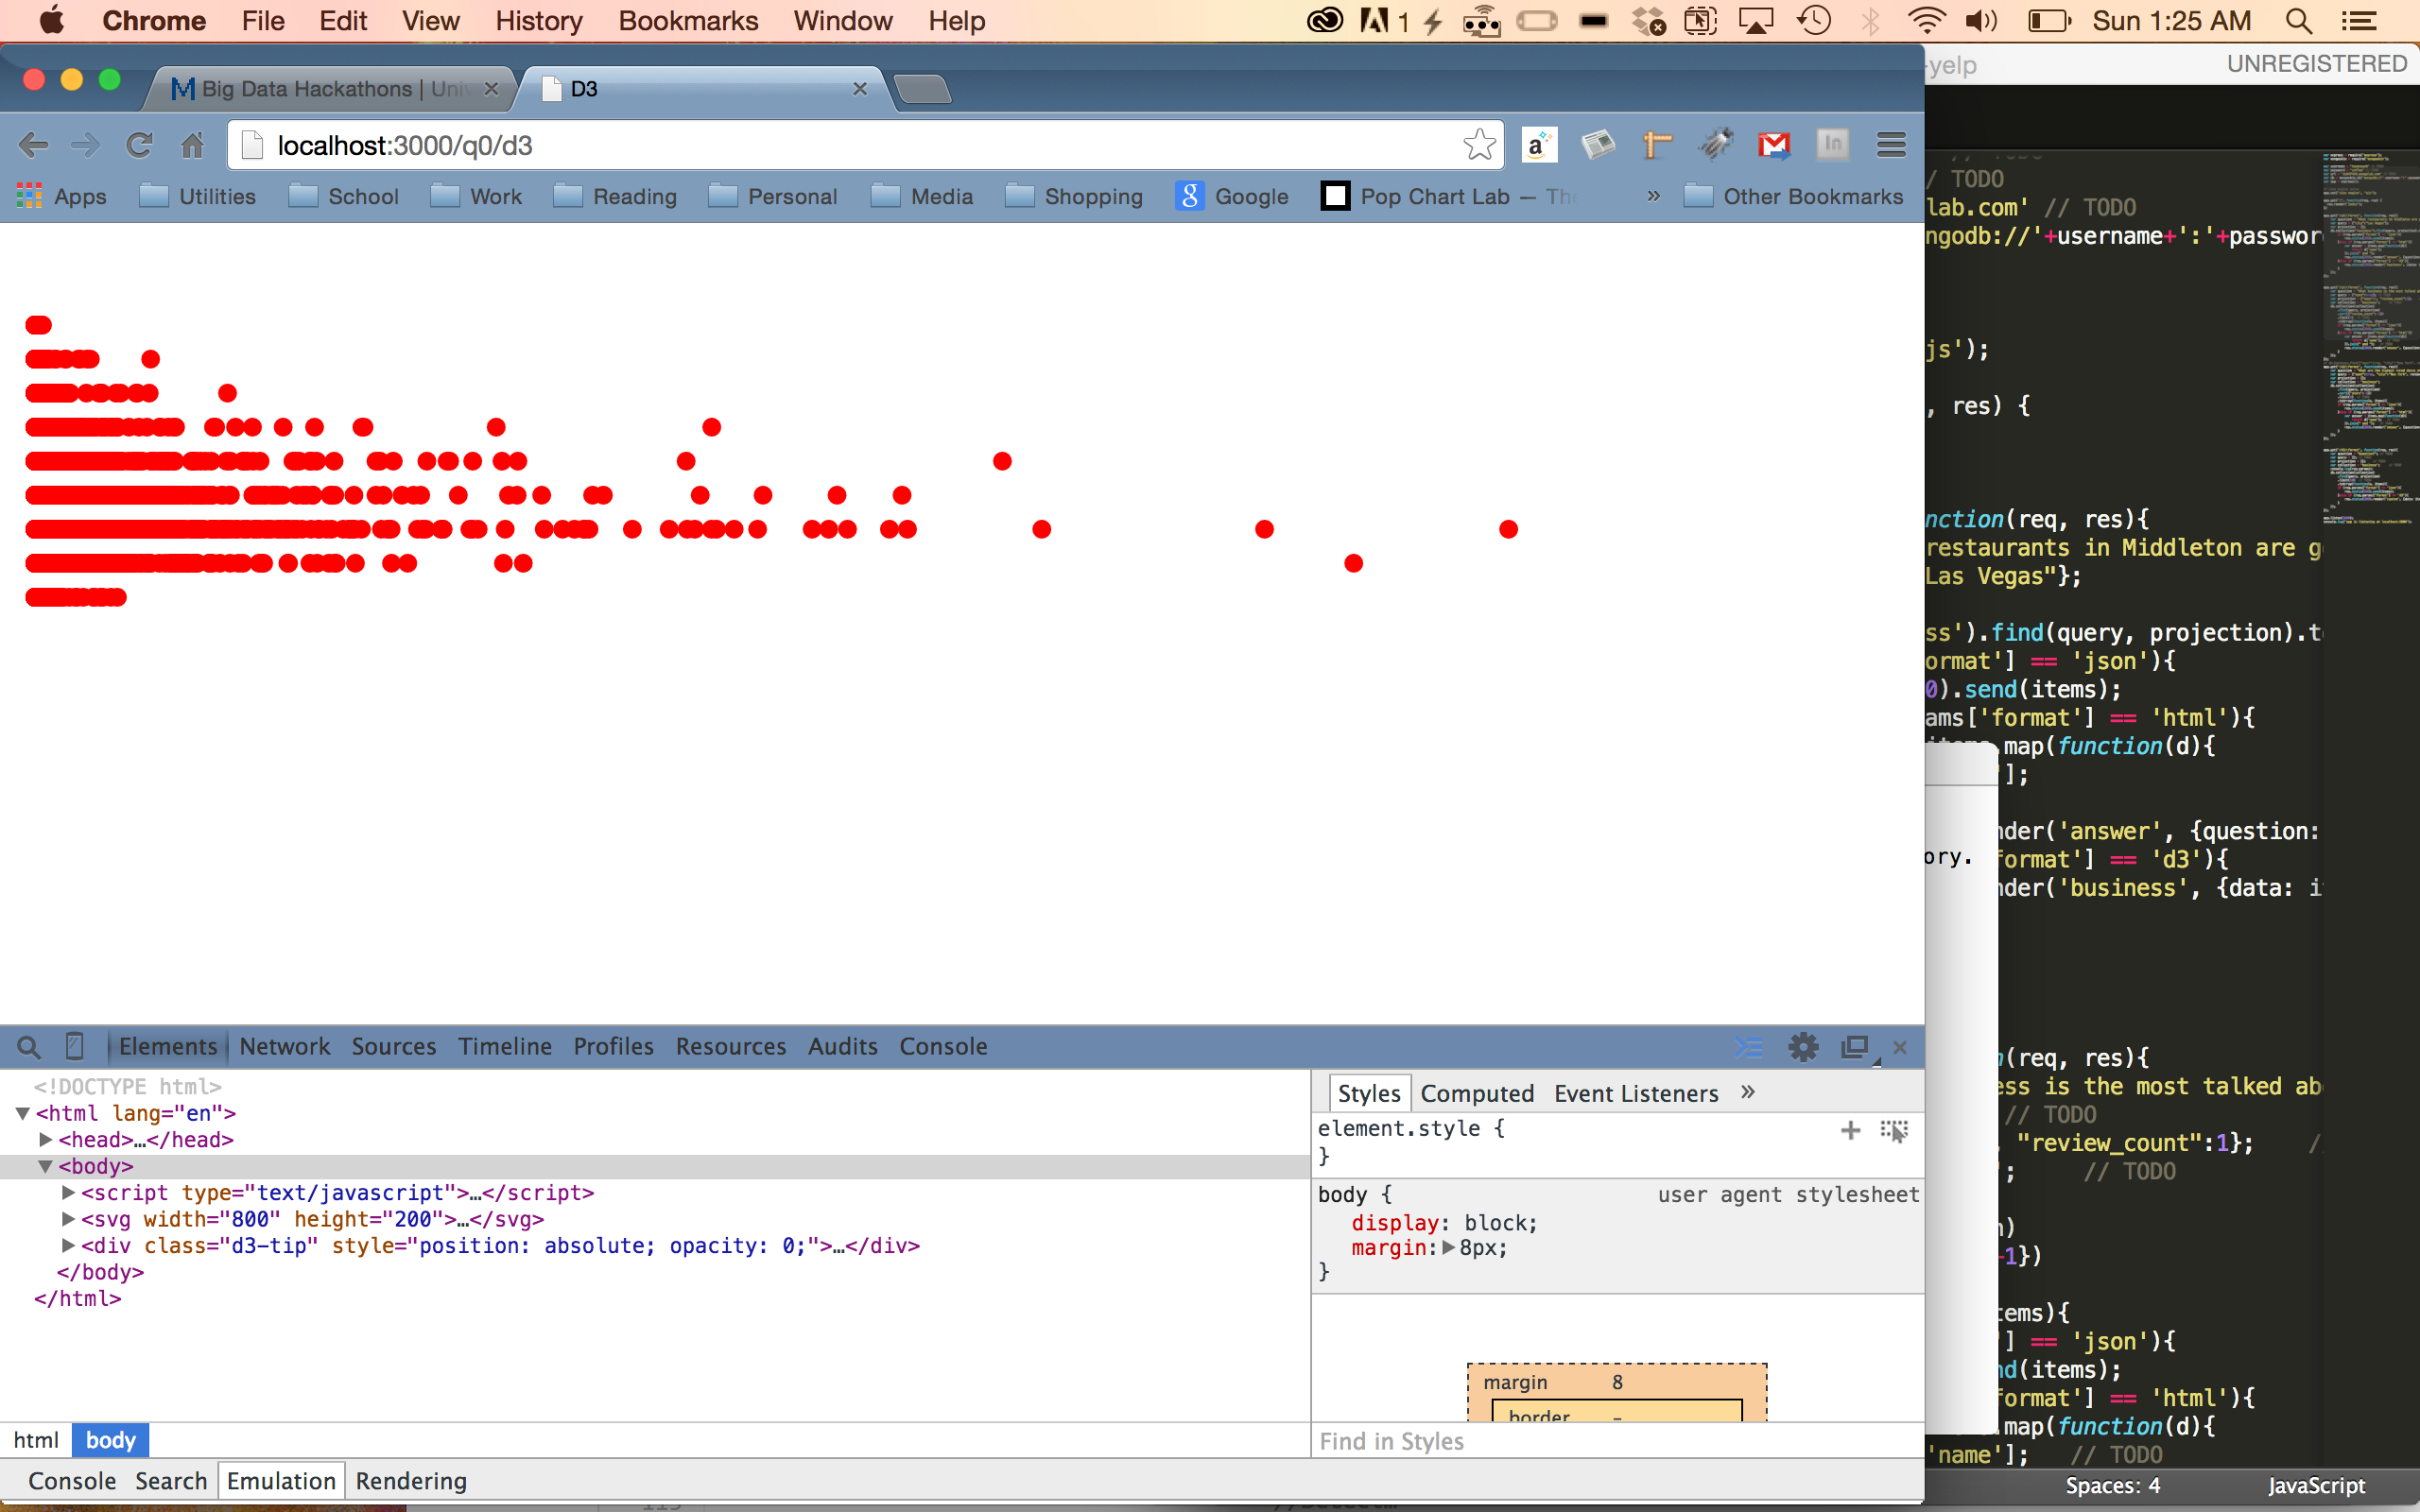 Chrome File Edit View History Bookmarks Window Help 1 Sun 1:25 AM
Big Data Hackathons | Univ
D3
localhost:3000/q0/d3
Apps Utilities School Work Reading Personal Media Shopping Google Pop Chart Lab — The » Other Bookmarks
Elements Network Sources Timeline Profiles Resources Audits Console
<!DOCTYPE html>
<html lang="en">
<head>…</head>
<body>
<script type="text/javascript">…</script>
<svg width="800" height="200">…</svg>
<div class="d3-tip" style="position: absolute; opacity: 0;">…</div>
</body>
</html>
html body
Console Search Emulation Rendering
Styles Computed Event Listeners »
element.style {
}
body { user agent stylesheet
display: block;
margin: 8px;
}
margin 8
border -
Find in Styles
-yelp UNREGISTERED
// TODO
/ TODO
lab.com' // TODO
ngodb://'+username+':'+passwor
js');
, res) {
nction(req, res){
restaurants in Middleton are g
Las Vegas"};
ss').find(query, projection).t
ormat'] == 'json'){
0).send(items);
ams['format'] == 'html'){
.map(function(d){
'];
nder('answer', {question:
ory.
format'] == 'd3'){
nder('business', {data: i
(req, res){
ess is the most talked ab
// TODO
, "review_count":1}; /
'; // TODO
)
-1})
tems){
'] == 'json'){
nd(items);
format'] == 'html'){
.map(function(d){
'name']; // TODO
Spaces: 4 JavaScript